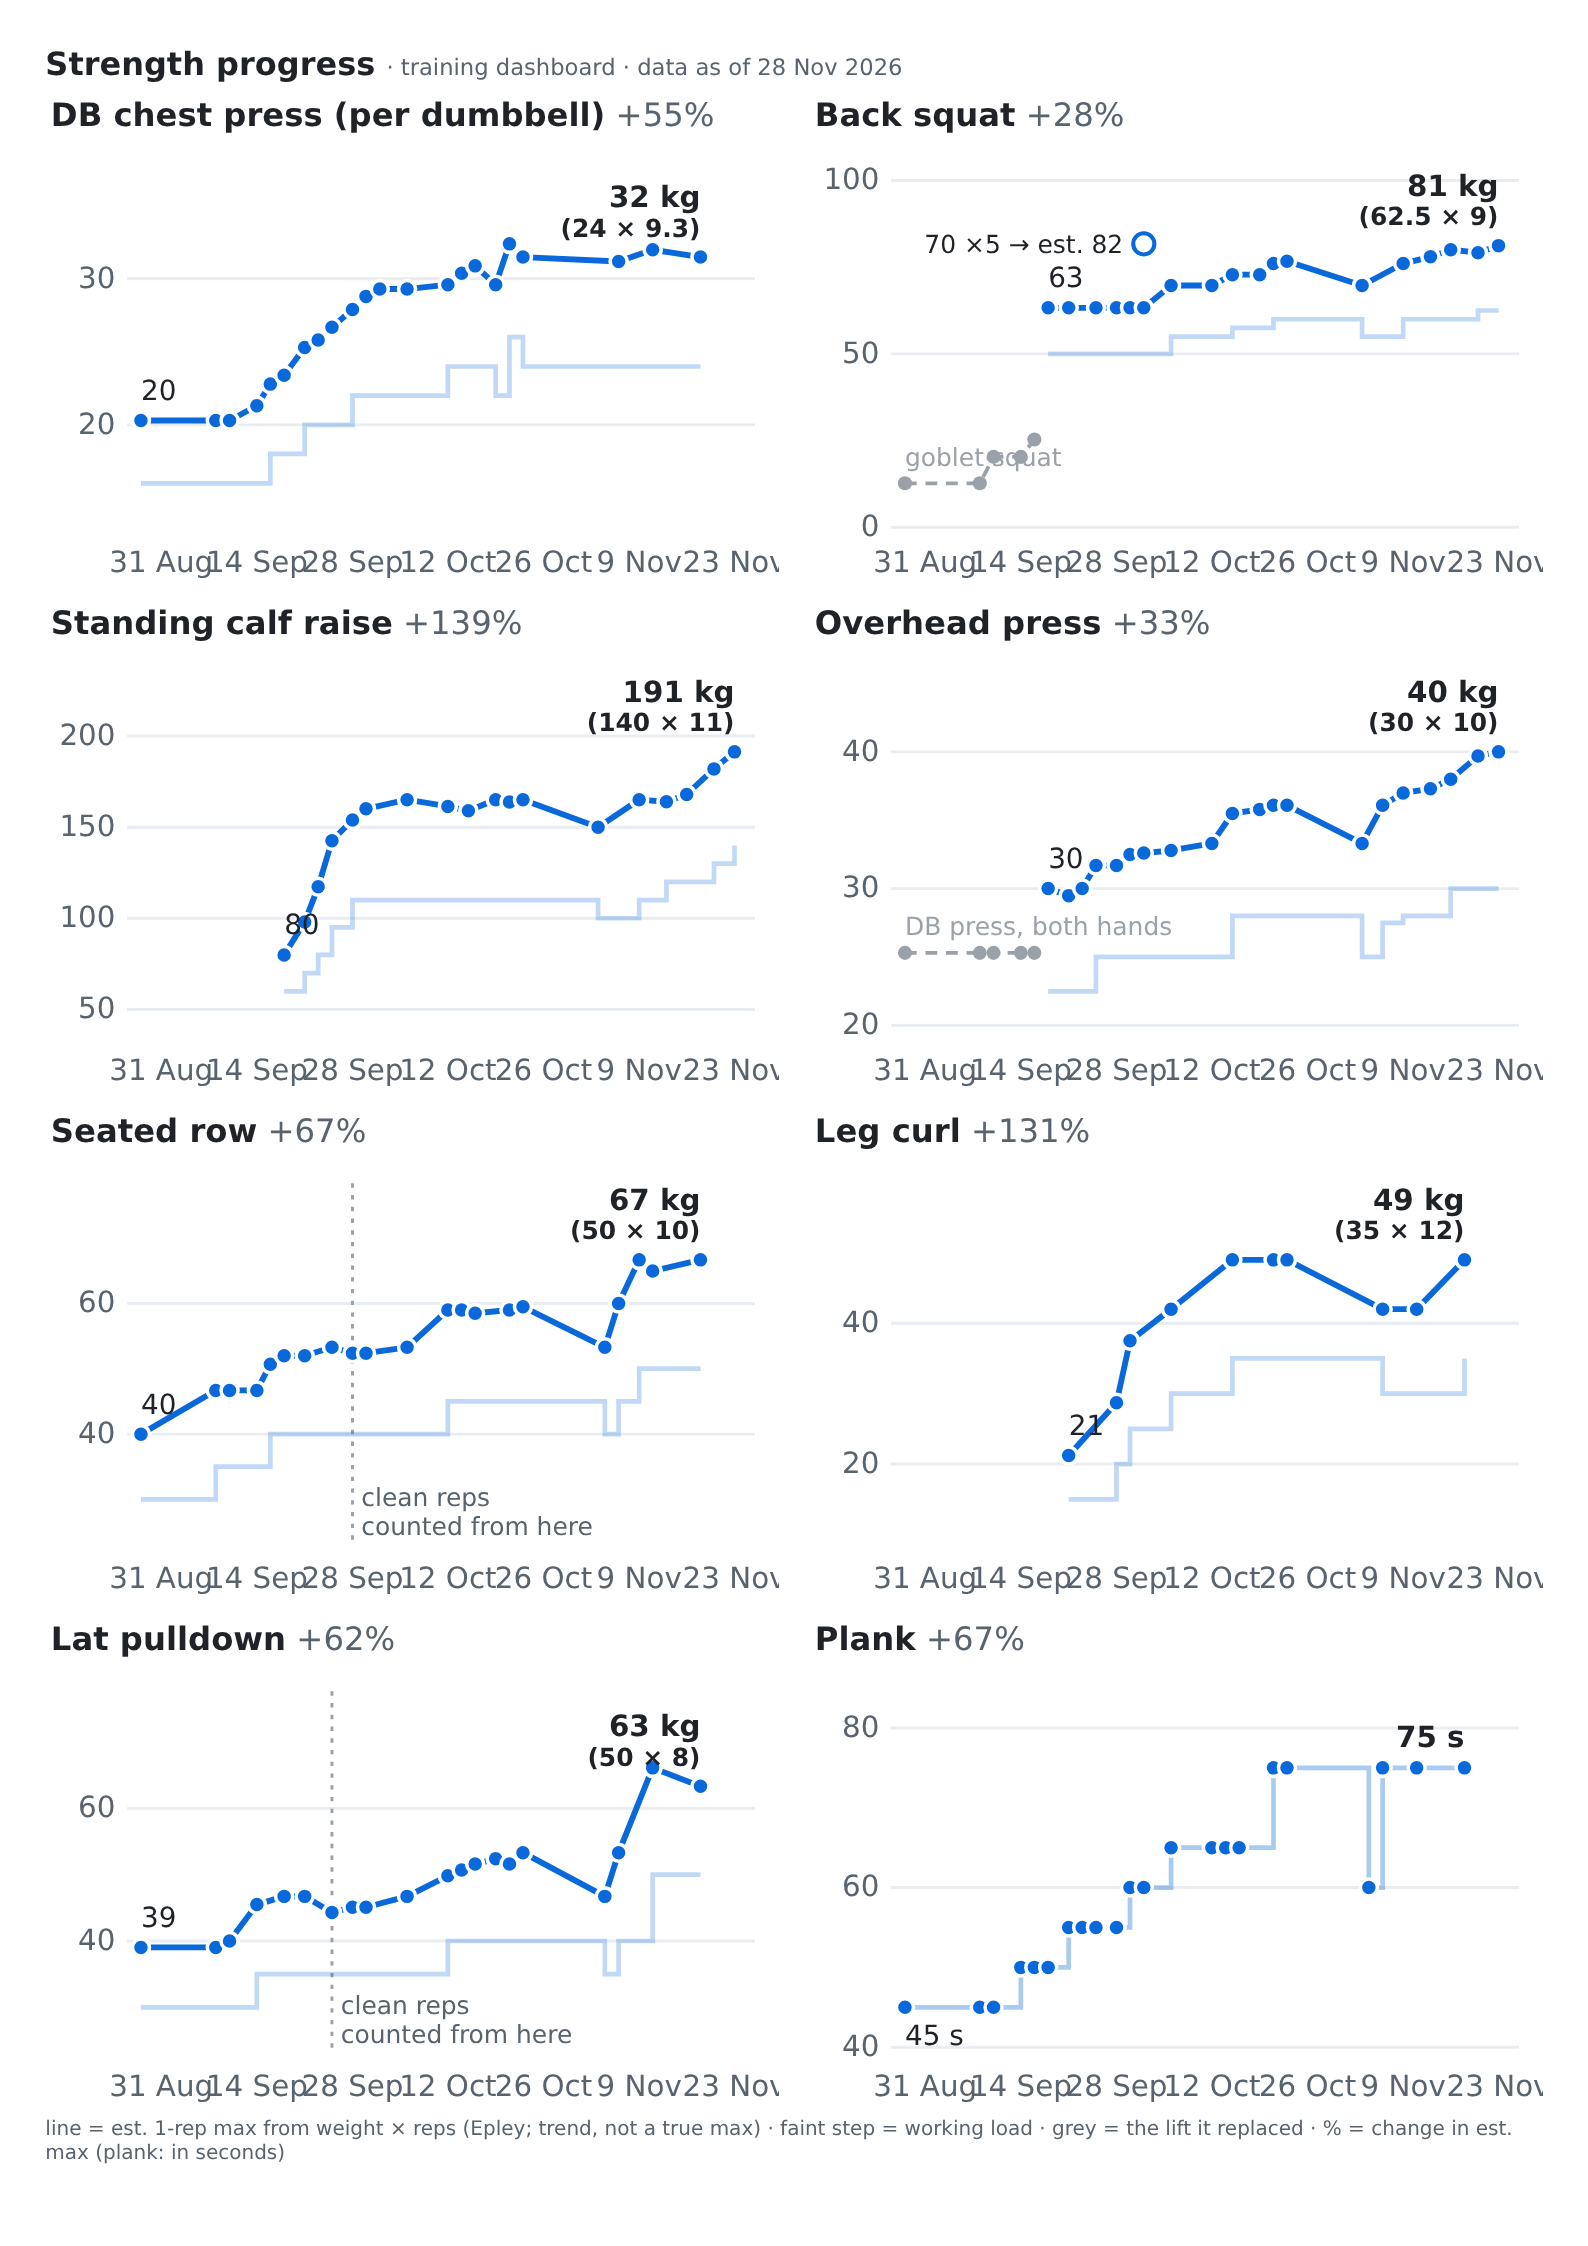 Strength progress · training dashboard · data as of 28 Nov 2026
DB chest press (per dumbbell) +55%
32 kg
(24 × 9.3)
30
20
20
31 Aug 14 Sep 28 Sep 12 Oct 26 Oct 9 Nov 23 Nov
Back squat +28%
100
81 kg
(62.5 × 9)
70 ×5 → est. 82
63
50
goblet squat
0
31 Aug 14 Sep 28 Sep 12 Oct 26 Oct 9 Nov 23 Nov
Standing calf raise +139%
191 kg
(140 × 11)
200
150
100
80
50
31 Aug 14 Sep 28 Sep 12 Oct 26 Oct 9 Nov 23 Nov
Overhead press +33%
40 kg
(30 × 10)
40
30
30
DB press, both hands
20
31 Aug 14 Sep 28 Sep 12 Oct 26 Oct 9 Nov 23 Nov
Seated row +67%
67 kg
(50 × 10)
60
40
40
clean reps
counted from here
31 Aug 14 Sep 28 Sep 12 Oct 26 Oct 9 Nov 23 Nov
Leg curl +131%
49 kg
(35 × 12)
40
21
20
31 Aug 14 Sep 28 Sep 12 Oct 26 Oct 9 Nov 23 Nov
Lat pulldown +62%
63 kg
(50 × 8)
60
39
40
clean reps
counted from here
31 Aug 14 Sep 28 Sep 12 Oct 26 Oct 9 Nov 23 Nov
Plank +67%
80
75 s
60
45 s
40
31 Aug 14 Sep 28 Sep 12 Oct 26 Oct 9 Nov 23 Nov
line = est. 1-rep max from weight × reps (Epley; trend, not a true max) · faint step = working load · grey = the lift it replaced · % = change in est.
max (plank: in seconds)